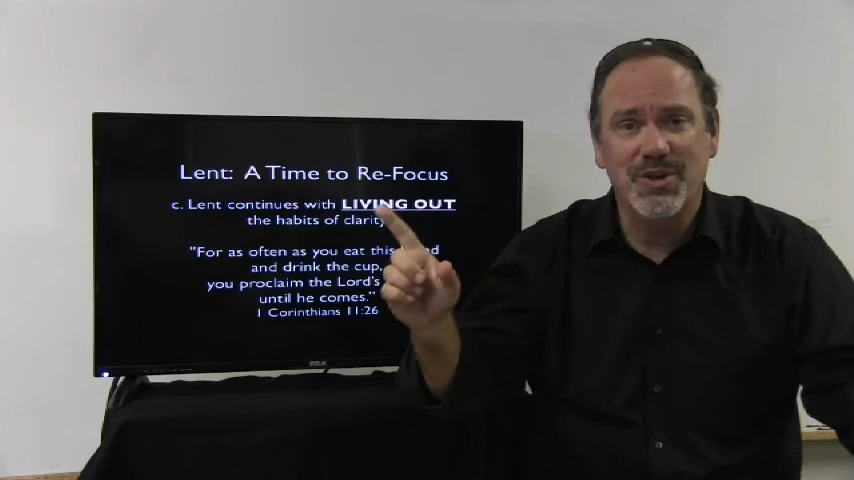 Lent: A Time to Re-Focus
c. Lent continues with LIVING OUT
the habits of clarity
"For as often as you eat this
and drink the cup,
you proclaim the Lord's
until he comes."
1 Corinthians 11:26
RCA